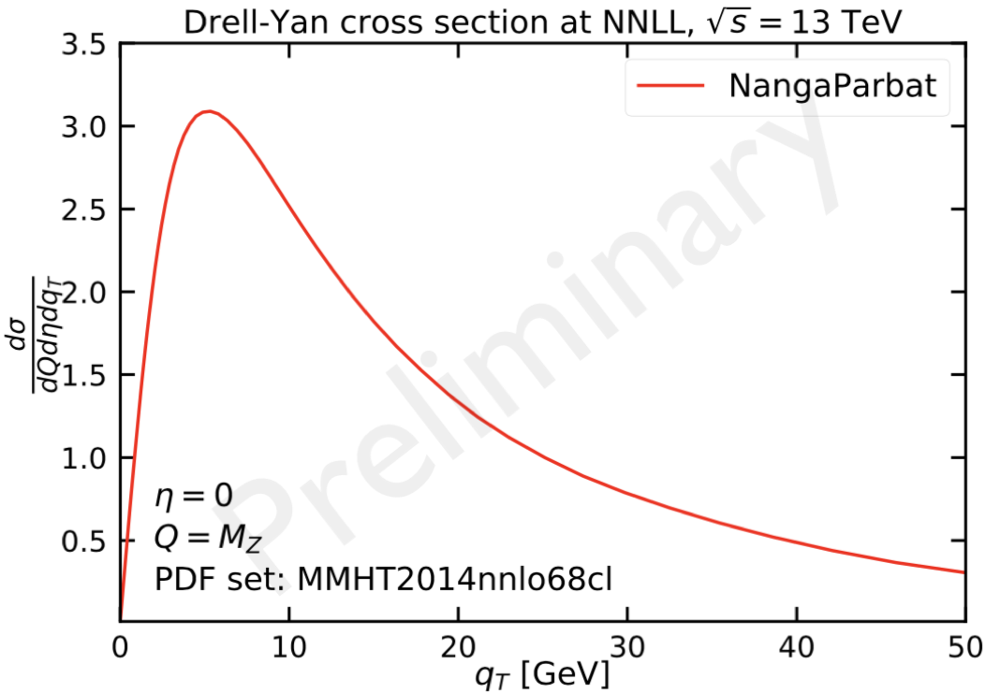 Drell-Yan cross section at NNLL, √s = 13 TeV
NangaParbat
Preliminary
3.5
3.0
2.5
2.0
1.5
1.0
0.5
dσ
dQdηdq_T
η = 0
Q = M_Z
PDF set: MMHT2014nnlo68cl
0 10 20 30 40 50
q_T [GeV]